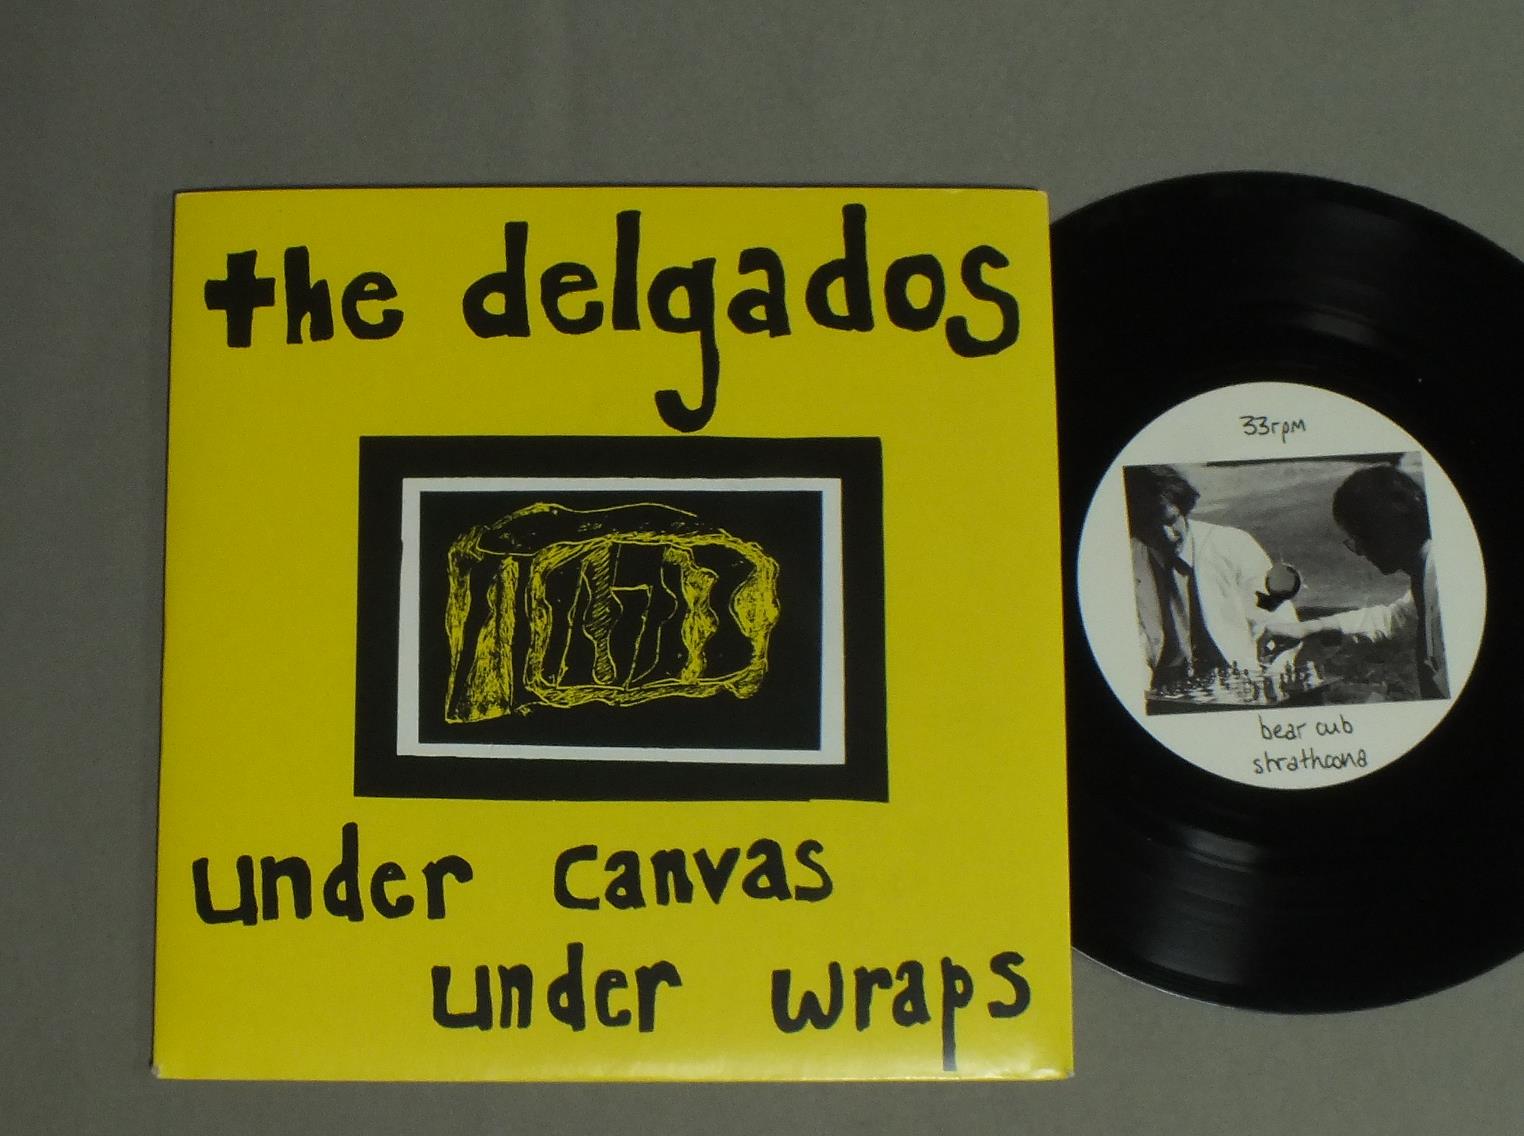 the delgados
under canvas
under wraps
33rpm
bear cub
strathcona